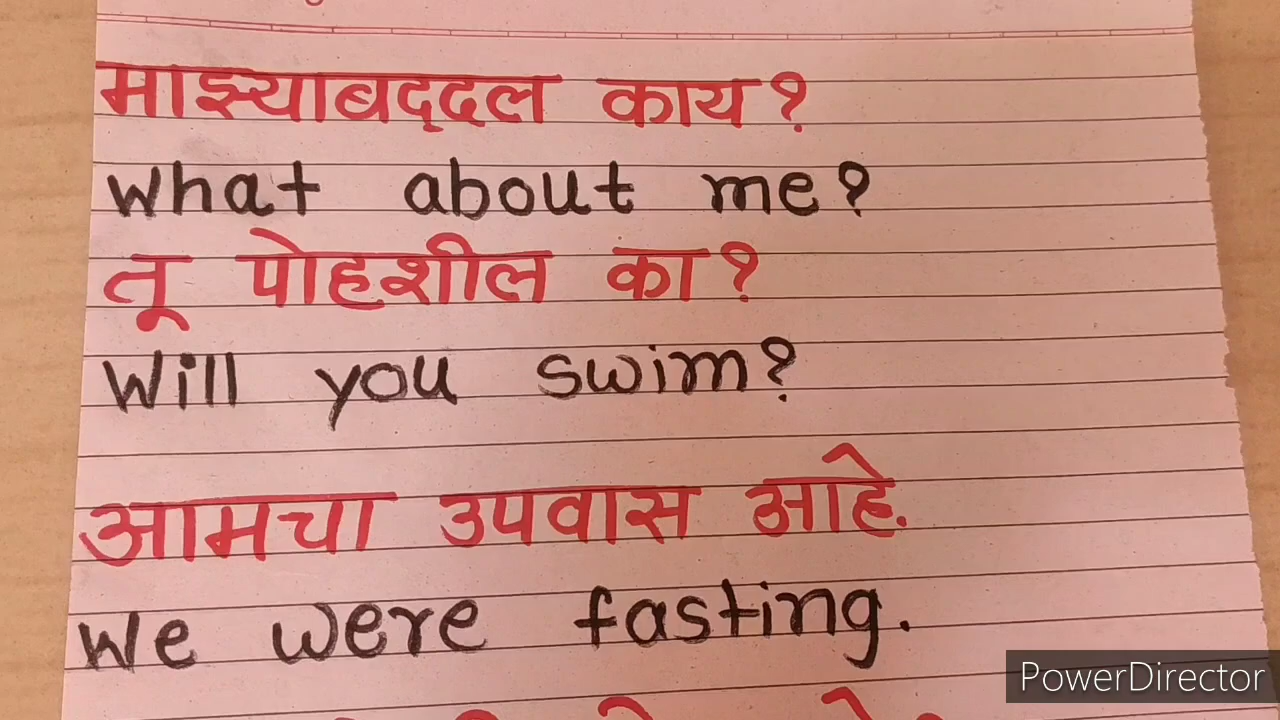 माझ्याबद्दल काय?
What about me?
तू पोहशील का?
Will you swim?
आमचा उपवास आहे.
We were fasting.
PowerDirector